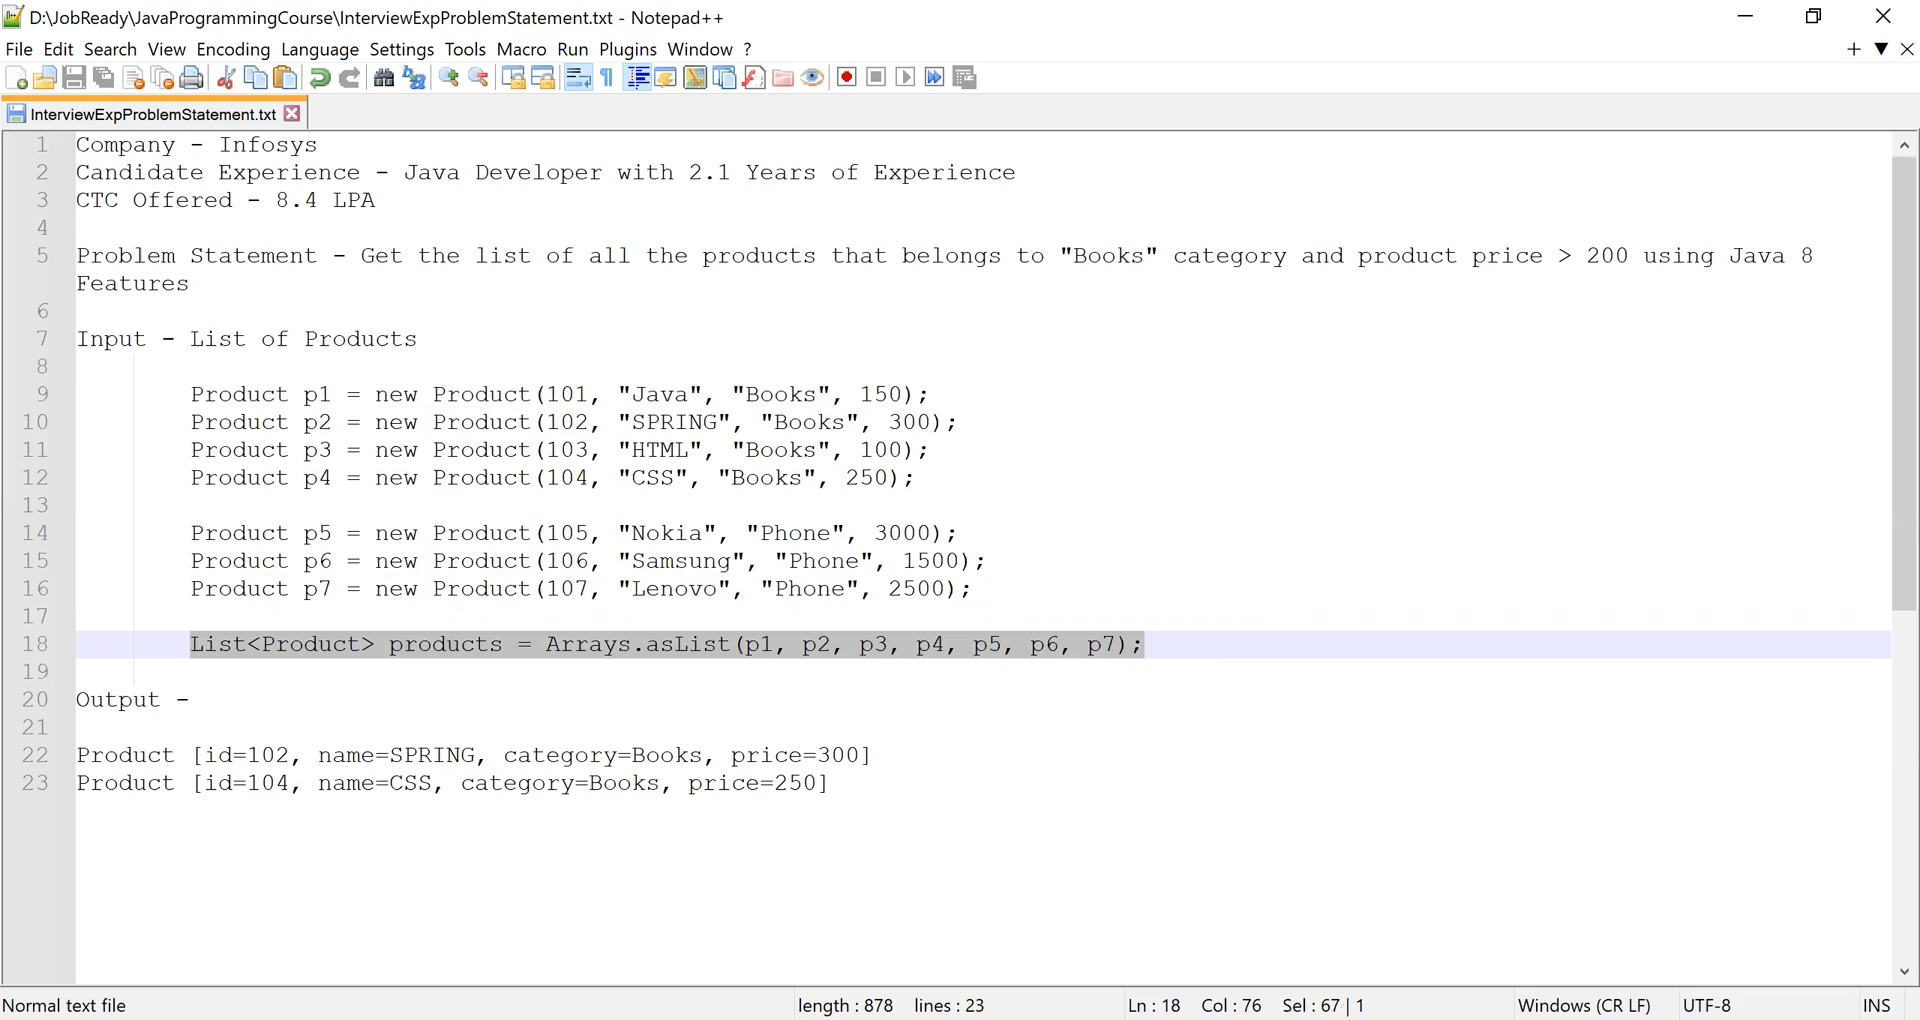 D:\JobReady\JavaProgrammingCourse\InterviewExpProblemStatement.txt - Notepad++
File Edit Search View Encoding Language Settings Tools Macro Run Plugins Window ?
InterviewExpProblemStatement.txt
1 Company - Infosys
2 Candidate Experience - Java Developer with 2.1 Years of Experience
3 CTC Offered - 8.4 LPA
4
5 Problem Statement - Get the list of all the products that belongs to "Books" category and product price > 200 using Java 8
Features
6
7 Input - List of Products
8
9 Product p1 = new Product(101, "Java", "Books", 150);
10 Product p2 = new Product(102, "SPRING", "Books", 300);
11 Product p3 = new Product(103, "HTML", "Books", 100);
12 Product p4 = new Product(104, "CSS", "Books", 250);
13
14 Product p5 = new Product(105, "Nokia", "Phone", 3000);
15 Product p6 = new Product(106, "Samsung", "Phone", 1500);
16 Product p7 = new Product(107, "Lenovo", "Phone", 2500);
17
18 List<Product> products = Arrays.asList(p1, p2, p3, p4, p5, p6, p7);
19
20 Output -
21
22 Product [id=102, name=SPRING, category=Books, price=300]
23 Product [id=104, name=CSS, category=Books, price=250]
Normal text file length : 878 lines : 23 Ln : 18 Col : 76 Sel : 67 | 1 Windows (CR LF) UTF-8 INS